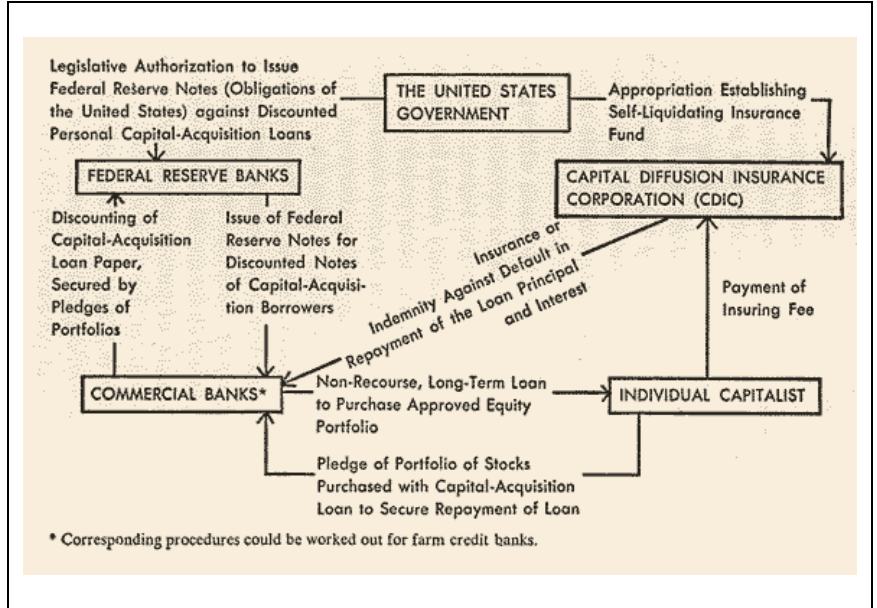 Legislative Authorization to Issue
Federal Reserve Notes (Obligations of
the United States) against Discounted
Personal Capital-Acquisition Loans
THE UNITED STATES
GOVERNMENT
Appropriation Establishing
Self-Liquidating Insurance
Fund
FEDERAL RESERVE BANKS
CAPITAL DIFFUSION INSURANCE
CORPORATION (CDIC)
Discounting of
Capital-Acquisition
Loan Paper,
Secured by
Pledges of
Portfolios
Issue of Federal
Reserve Notes for
Discounted Notes
of Capital-Acquisi-
tion Borrowers
Insurance or
Indemnity Against Default in
Repayment of the Loan Principal
and Interest
Payment of
Insuring Fee
COMMERCIAL BANKS*
Non-Recourse, Long-Term Loan
to Purchase Approved Equity
Portfolio
INDIVIDUAL CAPITALIST
Pledge of Portfolio of Stocks
Purchased with Capital-Acquisition
Loan to Secure Repayment of Loan
* Corresponding procedures could be worked out for farm credit banks.